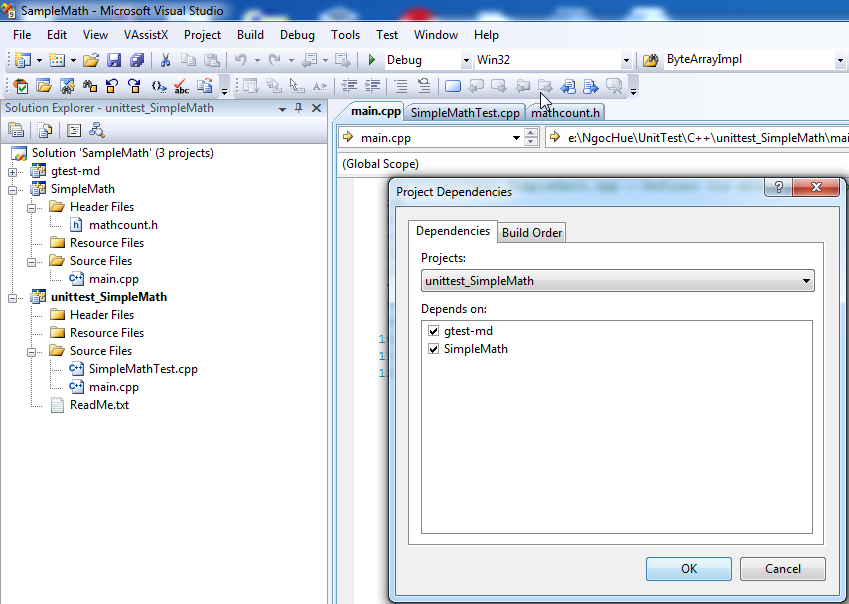 SampleMath - Microsoft Visual Studio
File Edit View VAssistX Project Build Debug Tools Test Window Help
Debug Win32 ByteArrayImpl
Solution Explorer - unittest_SimpleMath
main.cpp SimpleMathTest.cpp mathcount.h
main.cpp e:\NgocHue\UnitTest\C++\unittest_SimpleMath\mai
(Global Scope)
Solution 'SampleMath' (3 projects)
gtest-md
SimpleMath
Header Files
mathcount.h
Resource Files
Source Files
main.cpp
unittest_SimpleMath
Header Files
Resource Files
Source Files
SimpleMathTest.cpp
main.cpp
ReadMe.txt
Project Dependencies
Dependencies Build Order
Projects:
unittest_SimpleMath
Depends on:
gtest-md
SimpleMath
OK Cancel